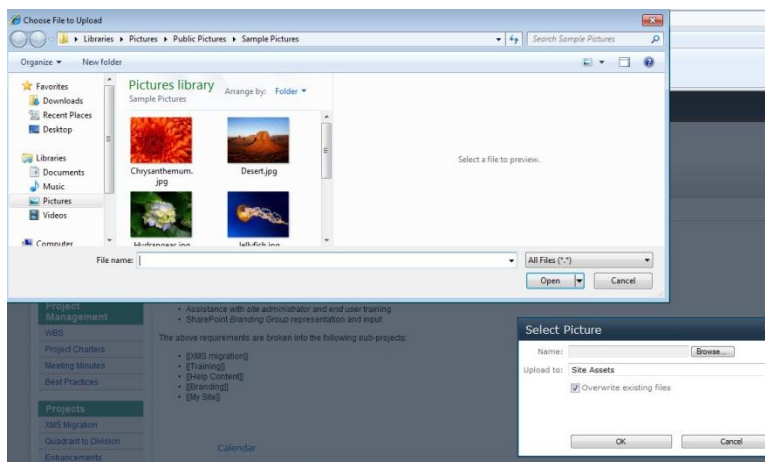 Choose File to Upload
Libraries Pictures Public Pictures Sample Pictures
Search Sample Pictures
Organize New folder
Favorites
Downloads
Recent Places
Desktop
Libraries
Documents
Music
Pictures
Videos
Computer
Pictures library
Sample Pictures
Arrange by: Folder
Chrysanthemum.
jpg
Desert.jpg
Hydrangeas.jpg
Jellyfish.jpg
Select a file to preview.
File name:
All Files (*.*)
Open
Cancel
Project
Management
WBS
Project Charters
Meeting Minutes
Best Practices
Projects
XMS Migration
Quadrant to Division
Enhancements
• Assistance with site administrator and end user training
• SharePoint Branding Group representation and input
The above requirements are broken into the following sub-projects:
• [[XMS migration]]
• [[Training]]
• [[Help Content]]
• [[Branding]]
• [[My Site]]
Calendar
Select Picture
Name:
Browse...
Upload to: Site Assets
Overwrite existing files
OK
Cancel